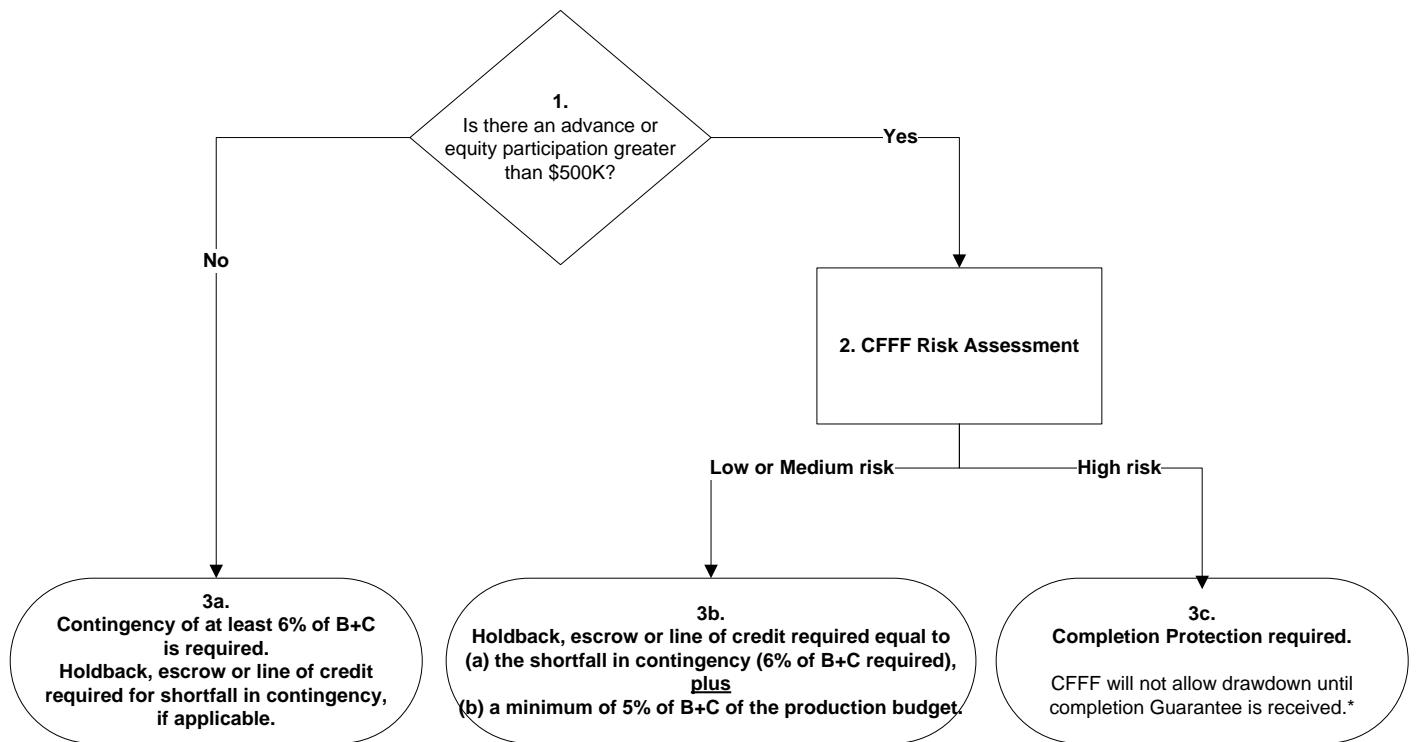 1.
Is there an advance or
equity participation greater
than $500K?
Yes
No
2. CFFF Risk Assessment
Low or Medium risk
High risk
3a.
Contingency of at least 6% of B+C
is required.
Holdback, escrow or line of credit
required for shortfall in contingency,
if applicable.
3b.
Holdback, escrow or line of credit required equal to
(a) the shortfall in contingency (6% of B+C required),
plus
(b) a minimum of 5% of B+C of the production budget.
3c.
Completion Protection required.
CFFF will not allow drawdown until
completion Guarantee is received.*